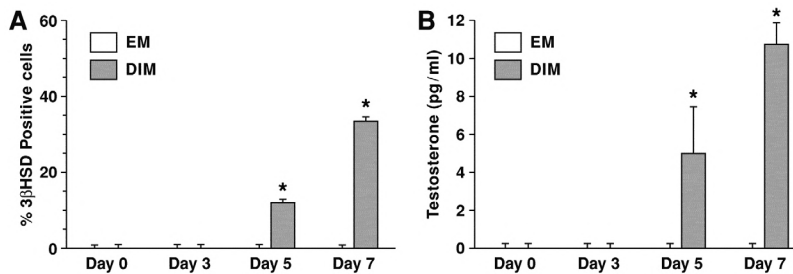 A
% 3βHSD Positive cells
60
40
20
0
EM
DIM
*
*
Day 0 Day 3 Day 5 Day 7
B
Testosterone (pg/ml)
12
10
8
6
4
2
0
EM
DIM
*
*
Day 0 Day 3 Day 5 Day 7